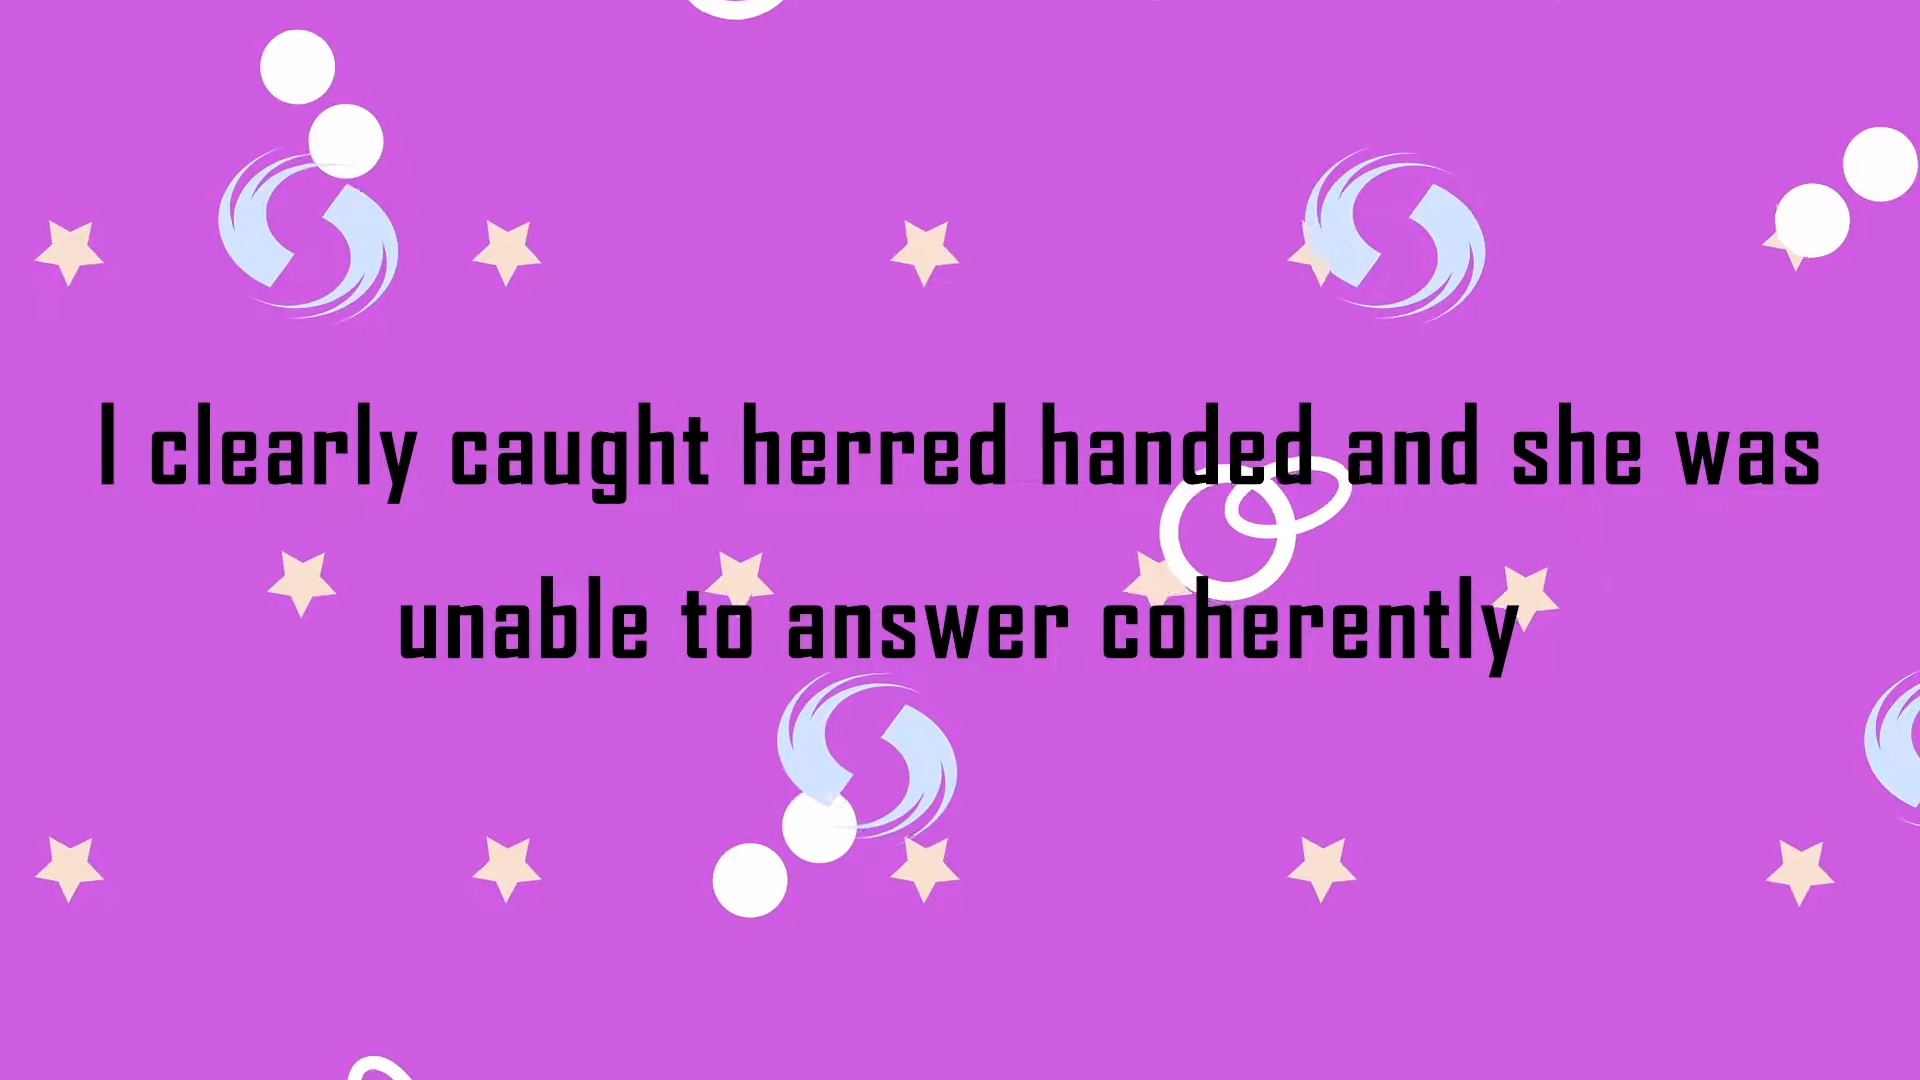 I clearly caught herred handed and she was
unable to answer coherently